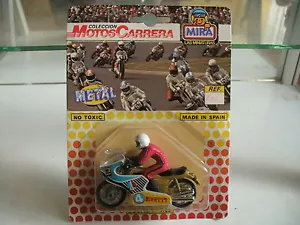 COLECCION
MOTOSCARRERA
MIRA
METAL
REF.
NO TOXIC
MADE IN SPAIN
PIRELLI